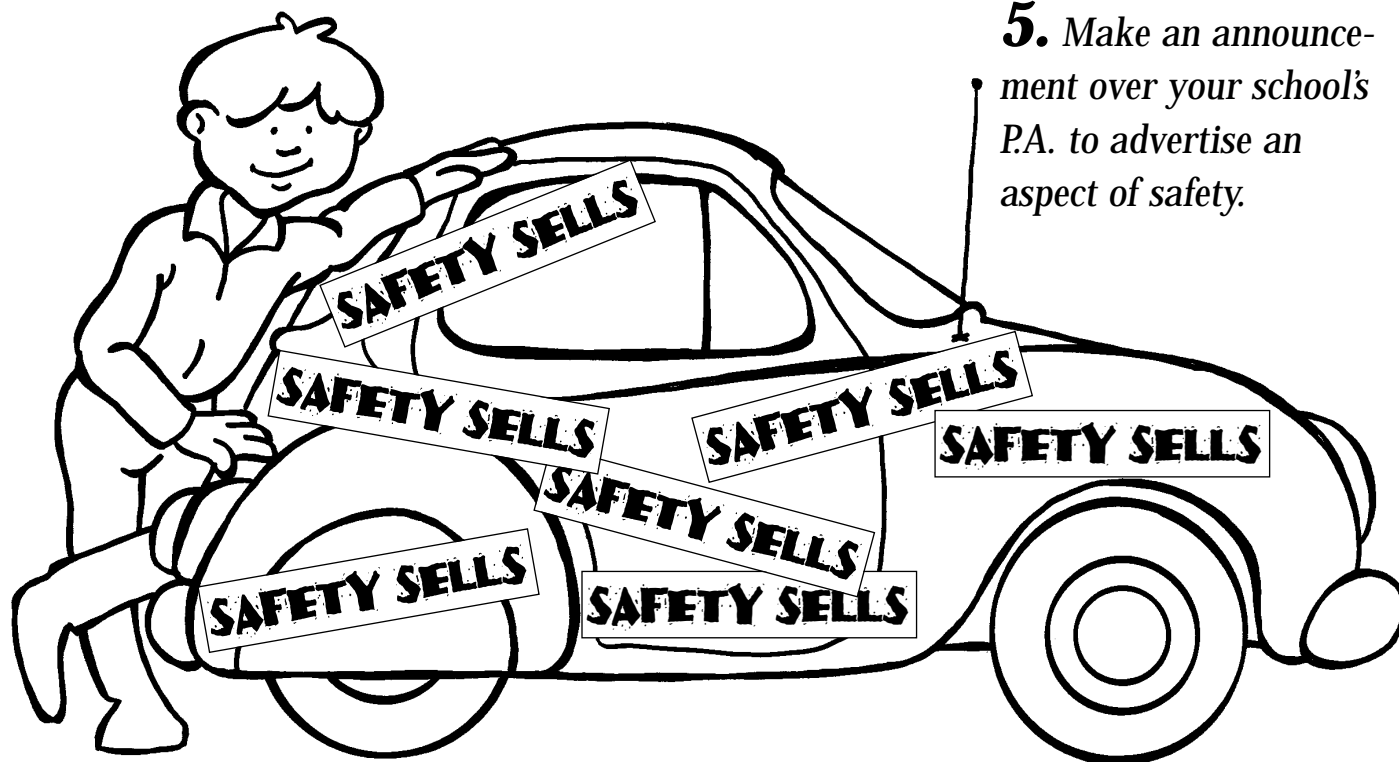 5. Make an announce-
ment over your school's
P.A. to advertise an
aspect of safety.
SAFETY SELLS
SAFETY SELLS
SAFETY SELLS
SAFETY SELLS
SAFETY SELLS
SAFETY SELLS
SAFETY SELLS